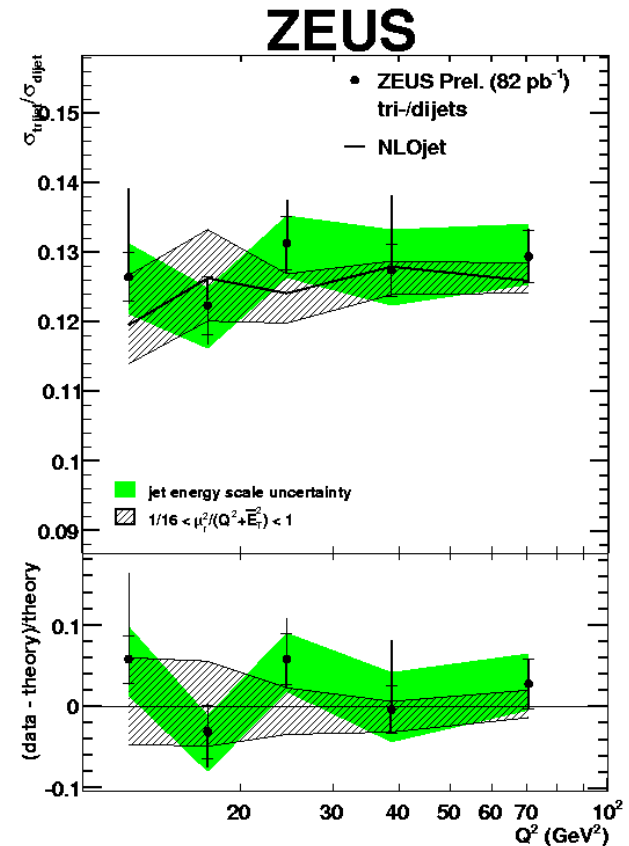 ZEUS
σtrijet/σdijet
ZEUS Prel. (82 pb⁻¹)
tri-/dijets
NLOjet
0.15
0.14
0.13
0.12
0.11
0.1
0.09
jet energy scale uncertainty
1/16 < μᵣ²/(Q²+E̅_T²) < 1
(data - theory)/theory
0.1
0
-0.1
20 30 40 50 60 70 10²
Q² (GeV²)